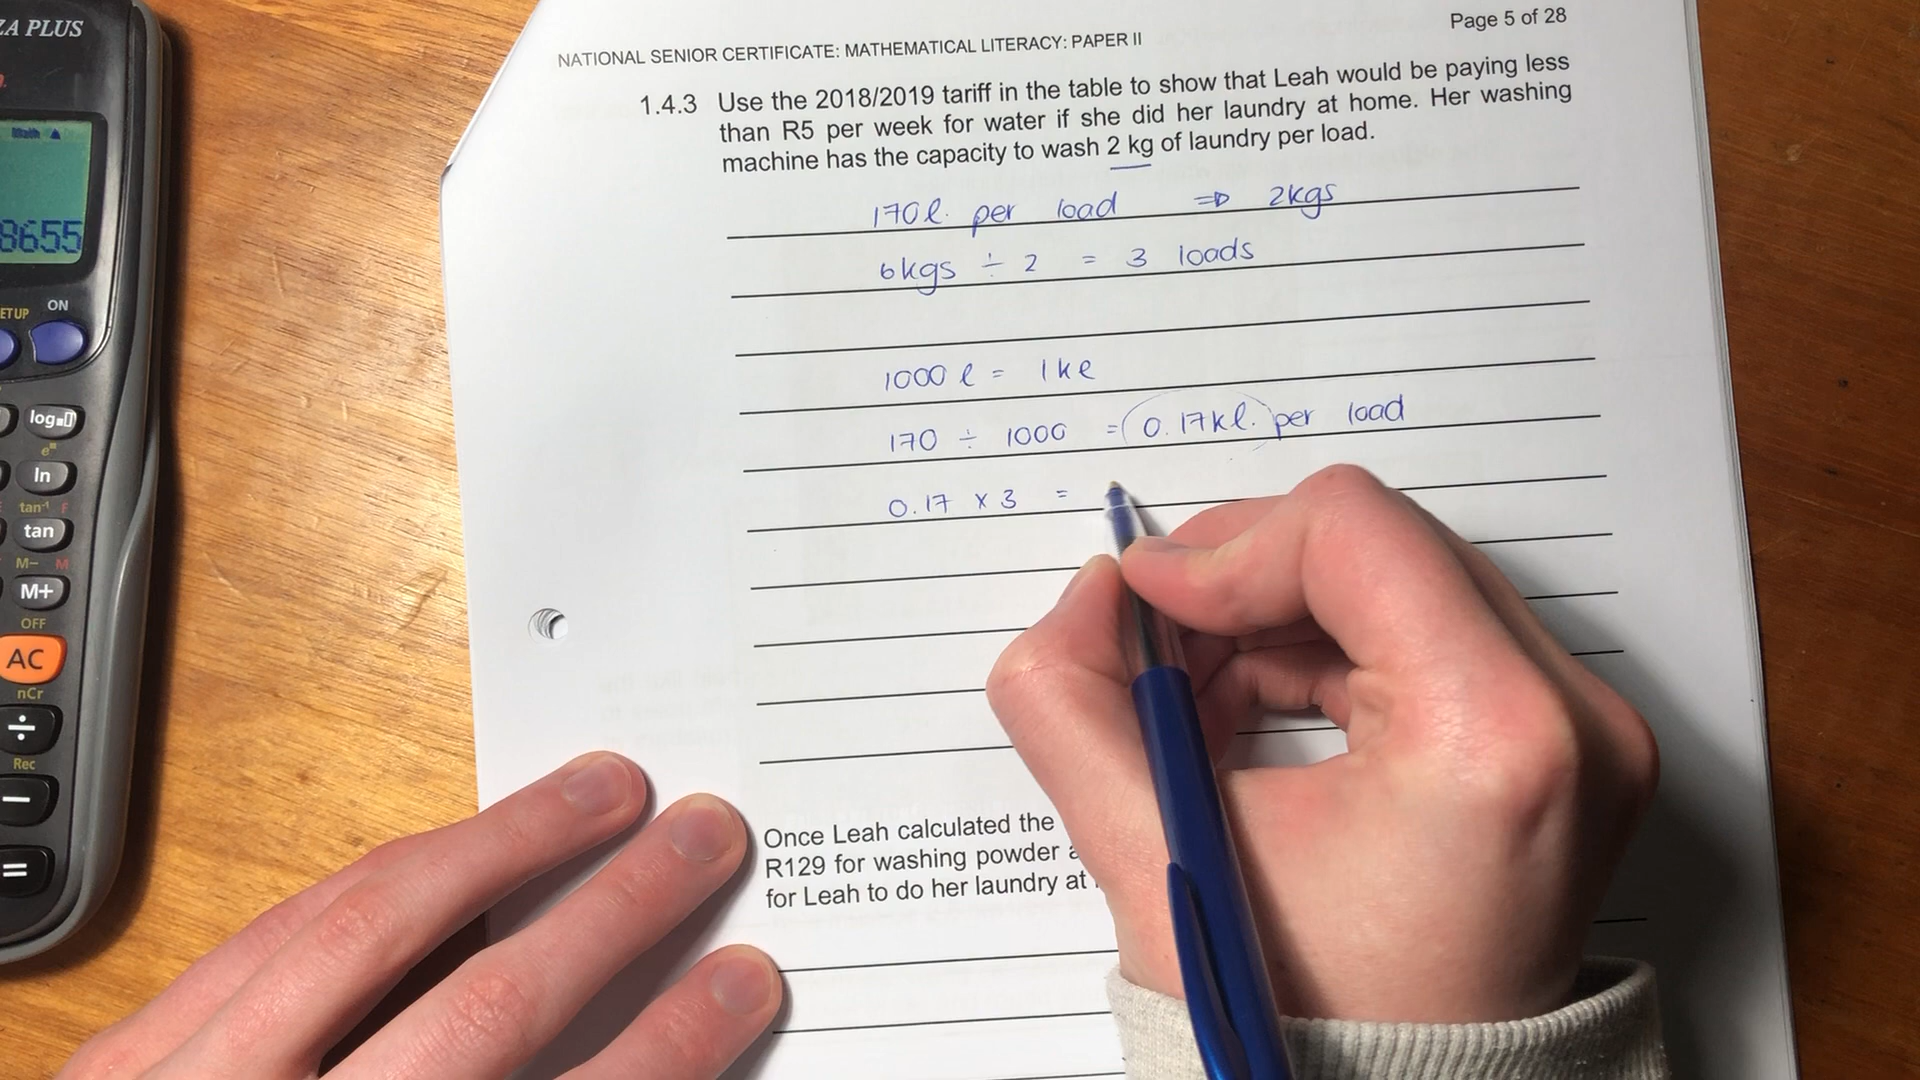 ZA PLUS
Math ▲
8655
ETUP ON
log
e
ln
tan-1 F
tan
M- M
M+
OFF
AC
nCr
÷
Rec
−
=
Page 5 of 28
NATIONAL SENIOR CERTIFICATE: MATHEMATICAL LITERACY: PAPER II
1.4.3 Use the 2018/2019 tariff in the table to show that Leah would be paying less
than R5 per week for water if she did her laundry at home. Her washing
machine has the capacity to wash 2 kg of laundry per load.
170l. per load ⇒ 2kgs
6kgs ÷ 2 = 3 loads
1000 l = 1kl
170 ÷ 1000 = 0.17kl. per load
0.17 x 3 =
Once Leah calculated the
R129 for washing powder
for Leah to do her laundry at